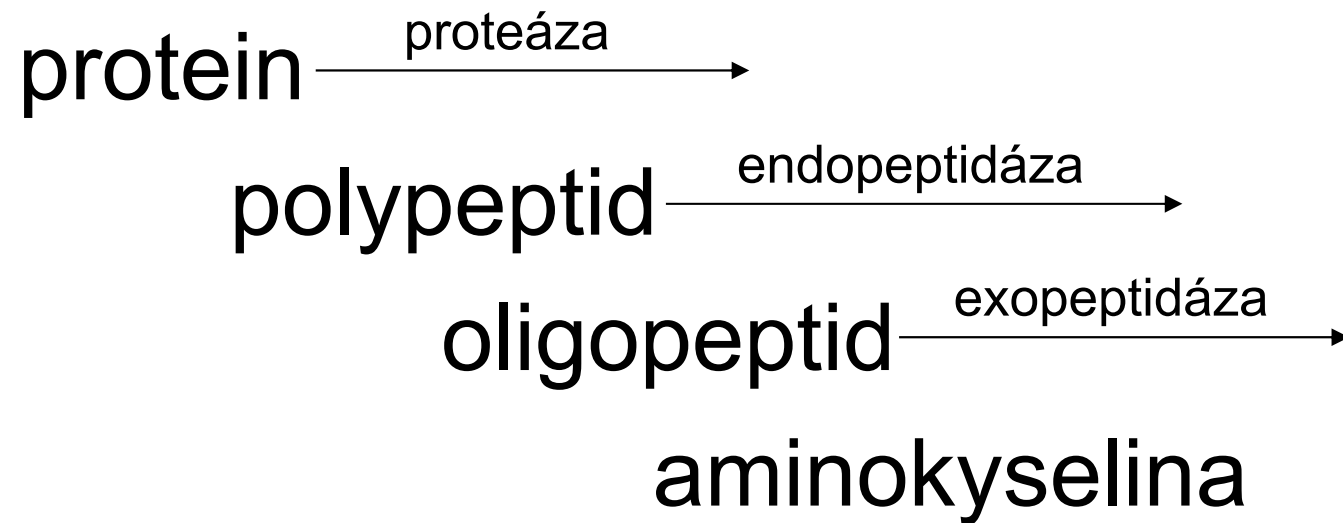 proteáza
protein
endopeptidáza
polypeptid
exopeptidáza
oligopeptid
aminokyselina